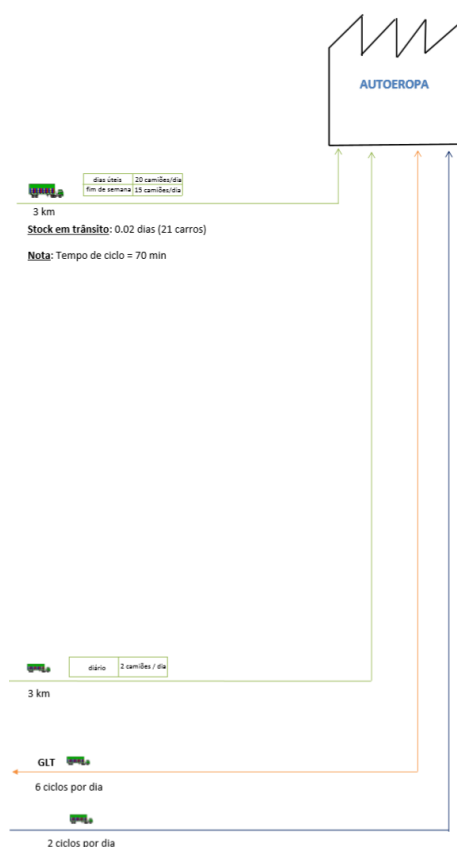 AUTOEROPA
dias úteis 20 camiões/dia
fim de semana 15 camiões/dia
3 km
Stock em trânsito: 0.02 dias (21 carros)
Nota: Tempo de ciclo = 70 min
diário 2 camiões / dia
3 km
GLT
6 ciclos por dia
2 ciclos por dia